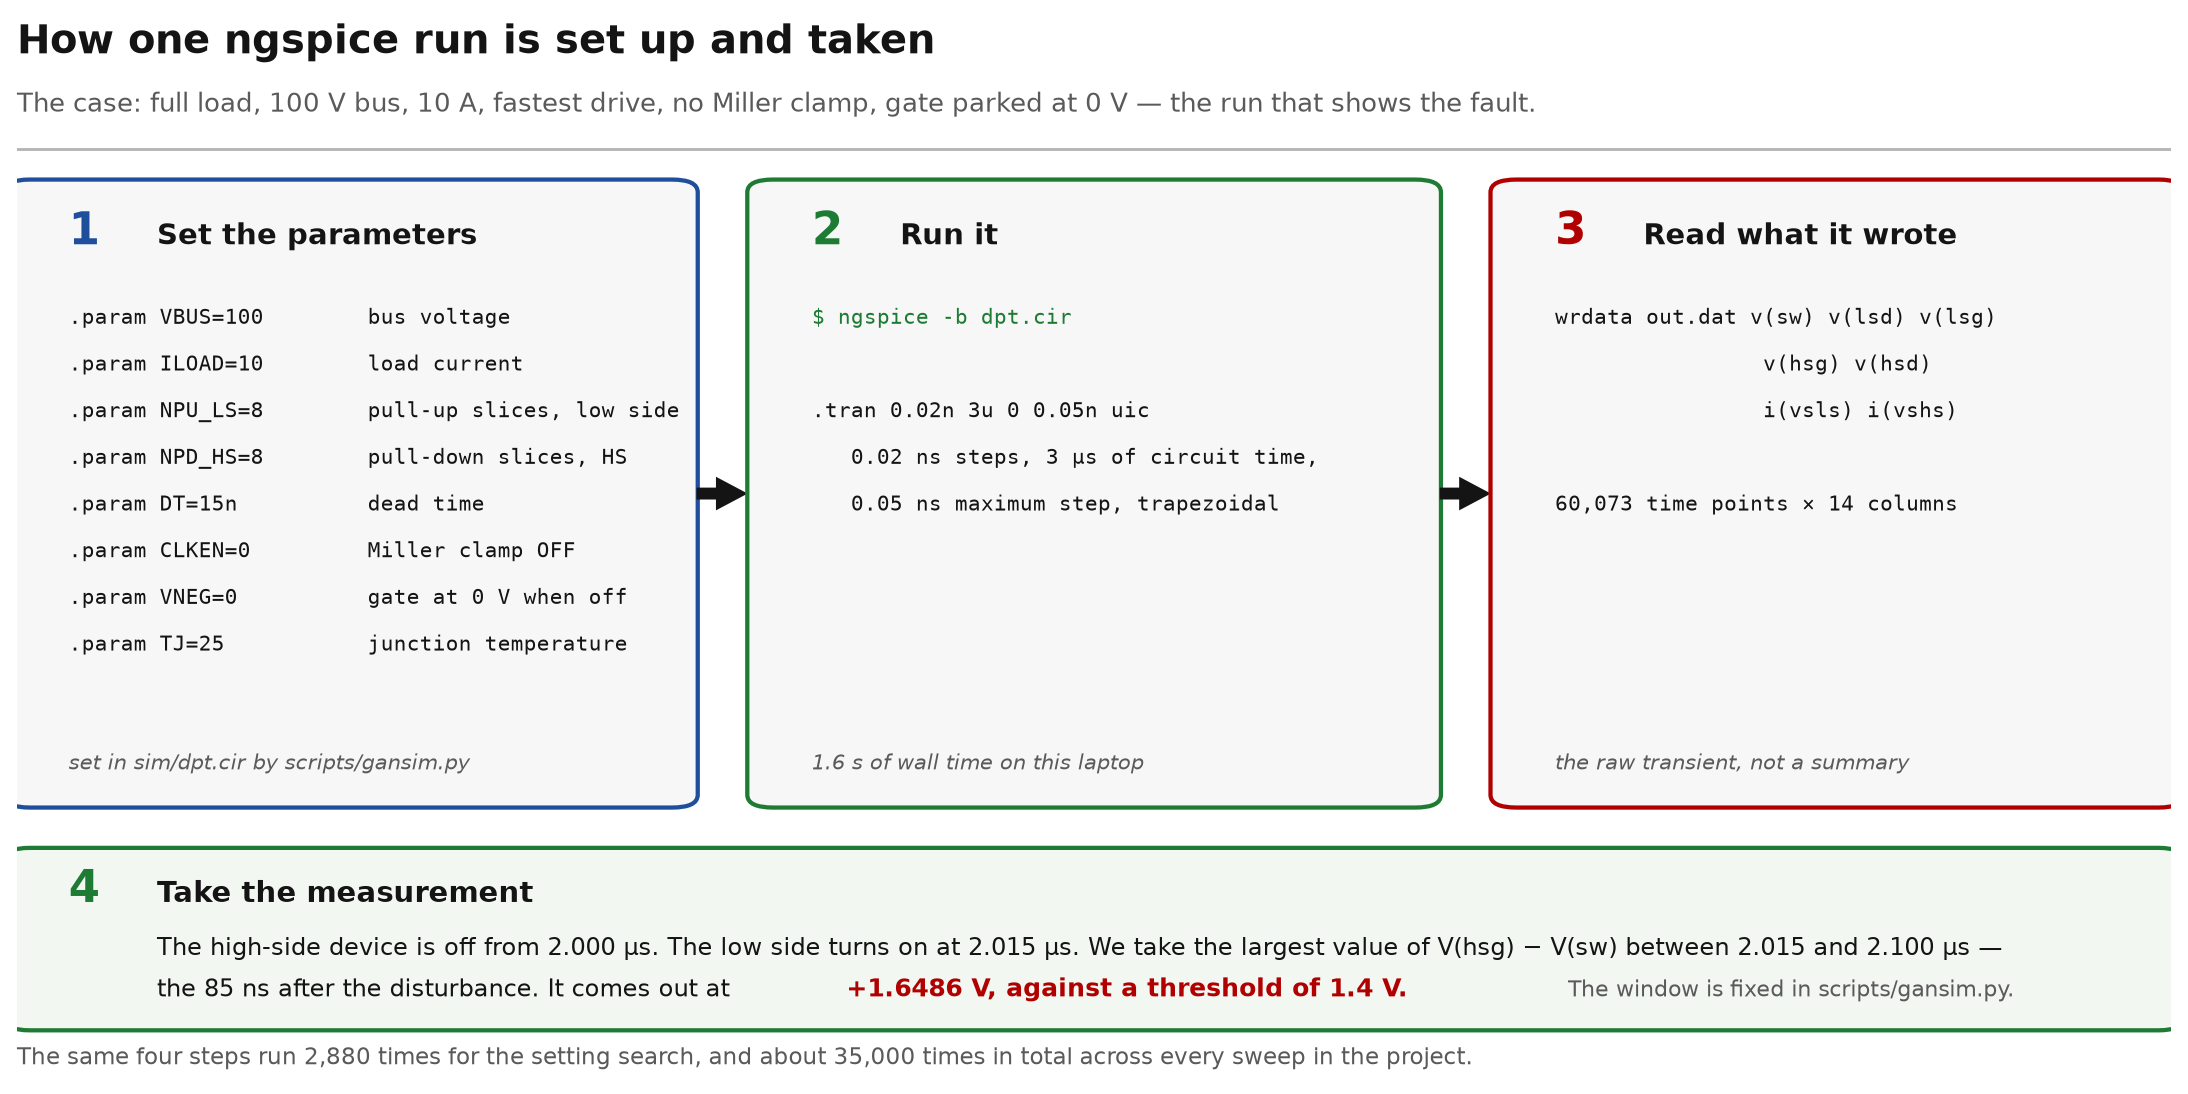 How one ngspice run is set up and taken
The case: full load, 100 V bus, 10 A, fastest drive, no Miller clamp, gate parked at 0 V — the run that shows the fault.
1 Set the parameters
.param VBUS=100 bus voltage
.param ILOAD=10 load current
.param NPU_LS=8 pull-up slices, low side
.param NPD_HS=8 pull-down slices, HS
.param DT=15n dead time
.param CLKEN=0 Miller clamp OFF
.param VNEG=0 gate at 0 V when off
.param TJ=25 junction temperature
set in sim/dpt.cir by scripts/gansim.py
2 Run it
$ ngspice -b dpt.cir
.tran 0.02n 3u 0 0.05n uic
0.02 ns steps, 3 µs of circuit time,
0.05 ns maximum step, trapezoidal
1.6 s of wall time on this laptop
3 Read what it wrote
wrdata out.dat v(sw) v(lsd) v(lsg)
v(hsg) v(hsd)
i(vsls) i(vshs)
60,073 time points × 14 columns
the raw transient, not a summary
4 Take the measurement
The high-side device is off from 2.000 µs. The low side turns on at 2.015 µs. We take the largest value of V(hsg) − V(sw) between 2.015 and 2.100 µs —
the 85 ns after the disturbance. It comes out at +1.6486 V, against a threshold of 1.4 V. The window is fixed in scripts/gansim.py.
The same four steps run 2,880 times for the setting search, and about 35,000 times in total across every sweep in the project.